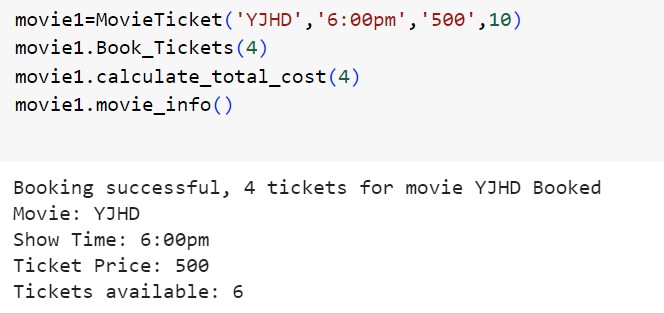 movie1=MovieTicket('YJHD','6:00pm','500',10)
movie1.Book_Tickets(4)
movie1.calculate_total_cost(4)
movie1.movie_info()
Booking successful, 4 tickets for movie YJHD Booked
Movie: YJHD
Show Time: 6:00pm
Ticket Price: 500
Tickets available: 6